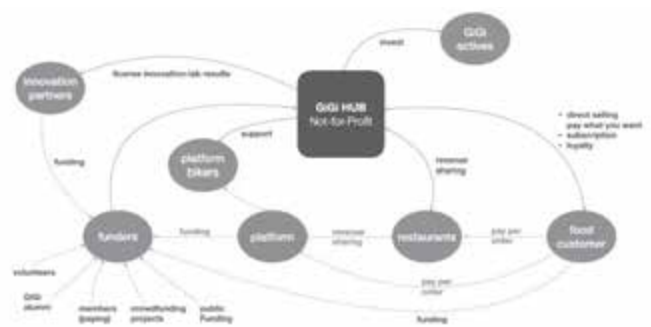 GiGi
actives
invest
innovation
partners
license innovation-lab results
GiGi HUB
Not-for-Profit
• direct selling
pay what you want
• subscription
• loyalty
support
platform
bikers
revenue
sharing
funding
funders
funding
platform
revenue
sharing
restaurants
pay per
order
food
customer
volunteers
GiGi
alumni
members
(paying)
crowdfunding
projects
public
Funding
pay per
order
funding